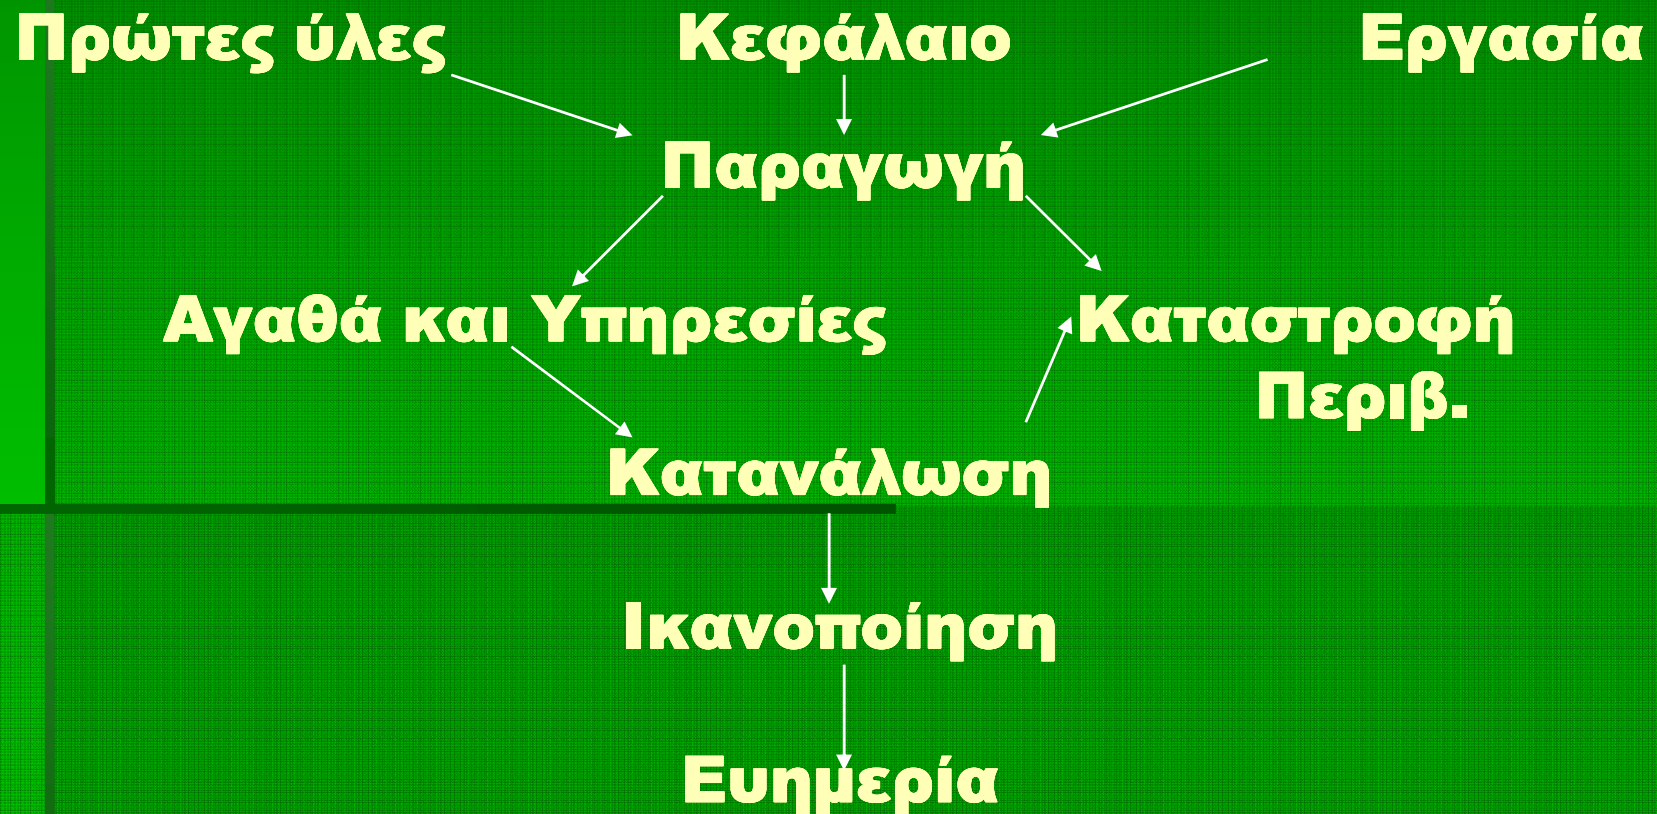 Πρώτες ύλες Κεφάλαιο Εργασία
Παραγωγή
Αγαθά και Υπηρεσίες Καταστροφή
Περιβ.
Κατανάλωση
Ικανοποίηση
Ευημερία